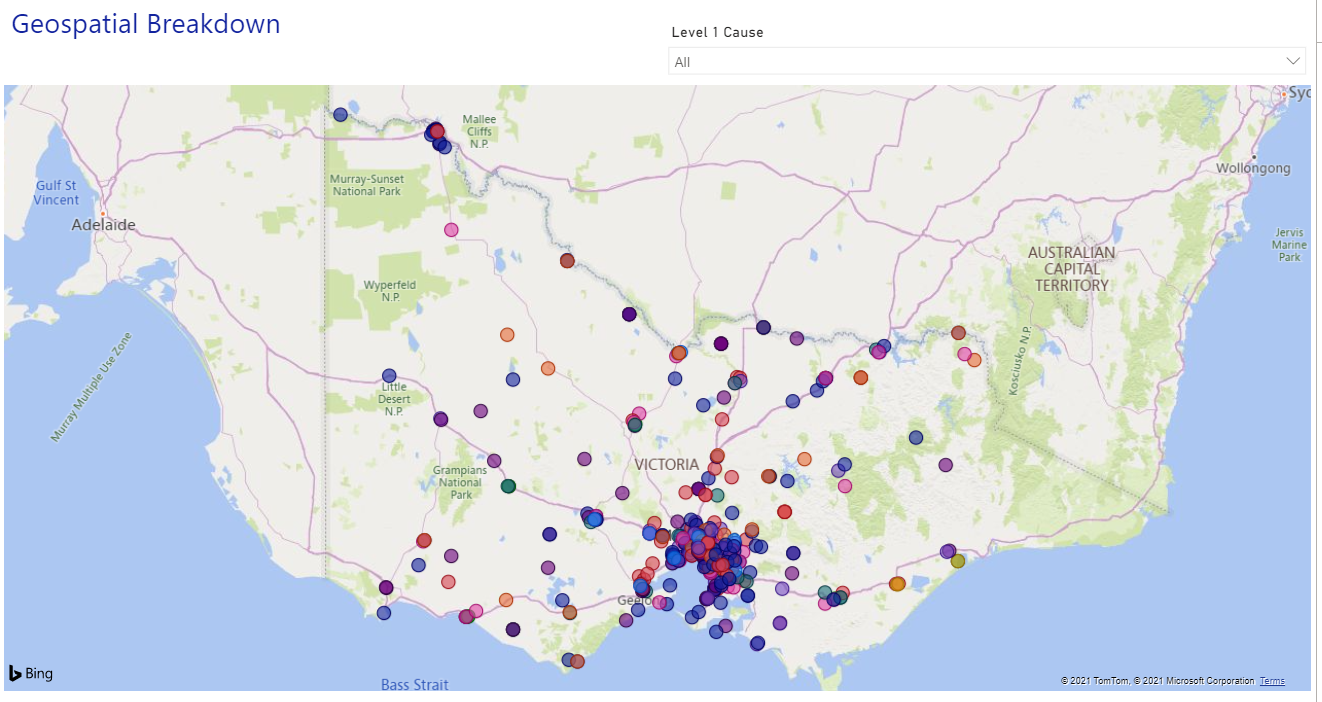 Geospatial Breakdown
Level 1 Cause
All
Mallee
Cliffs
N.P.
Murray-Sunset
National Park
Gulf St
Vincent
Adelaide
Wollongong
Jervis
Marine
Park
AUSTRALIAN
CAPITAL
TERRITORY
Wyperfeld
N.P.
Murray Multiple Use Zone
Kosciusko N.P.
Little
Desert
N.P.
VICTORIA
Grampians
National
Park
Bing
Bass Strait
© 2021 TomTom, © 2021 Microsoft Corporation Terms